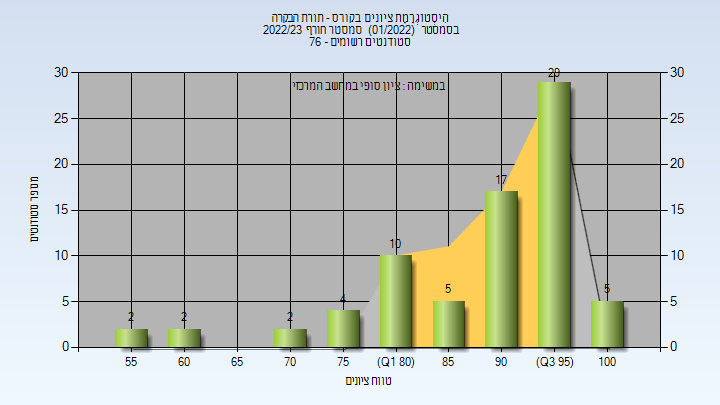 הִיסְטוֹגְרָמַת ציונים בקורס - תורת הבקרה
בסמסטר (01/2022) סמסטר חורף 2022/23
סטודנטים רשומים - 76
במשימה : ציון סופי במחשב המרכזי
30 30
25 25
20 20
15 15
10 10
5 5
0 0
מספר סטודנטים
2 2 2 4 10 5 17 29 5
55 60 65 70 75 (Q1 80) 85 90 (Q3 95) 100
טווח ציונים